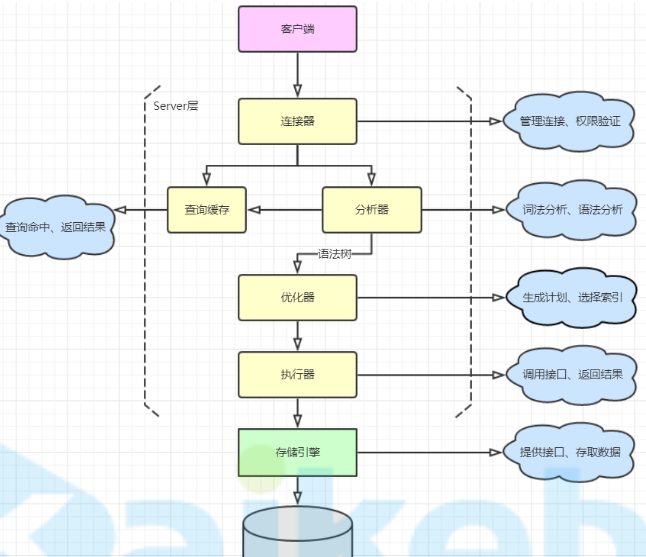 客户端
Server层
连接器
管理连接、权限验证
查询缓存
分析器
词法分析、语法分析
查询命中、返回结果
语法树
优化器
生成计划、选择索引
执行器
调用接口、返回结果
存储引擎
提供接口、存取数据
aikeb